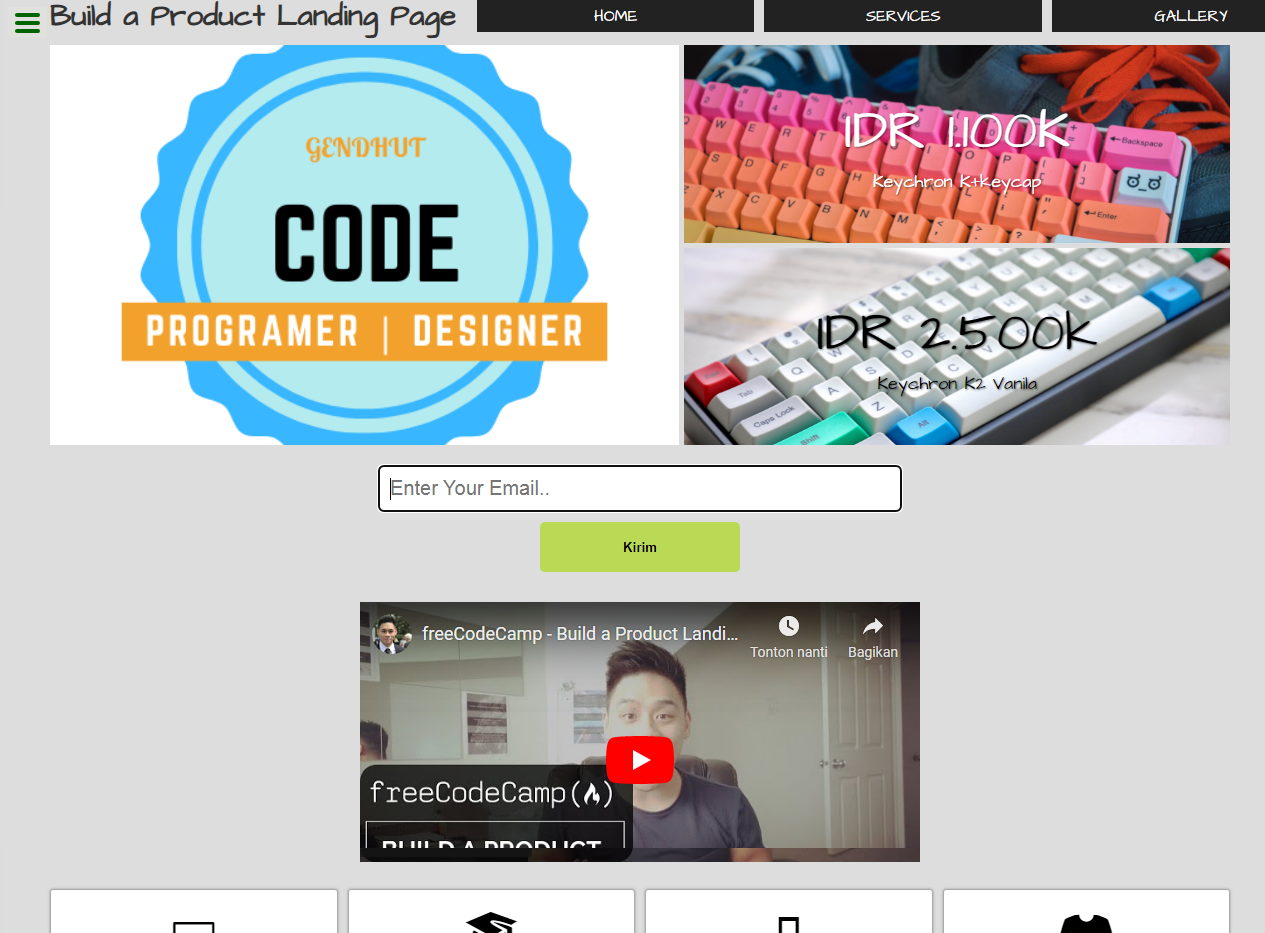 Build a Product Landing Page
HOME
SERVICES
GALLERY
GENDHUT
CODE
PROGRAMER | DESIGNER
IDR 1.100K
Keychron K+keycap
IDR 2.500k
Keychron K2 Vanila
Enter Your Email..
Kirim
freeCodeCamp - Build a Product Landi...
Tonton nanti
Bagikan
freeCodeCamp(🔥)
BUILD A PRODUCT